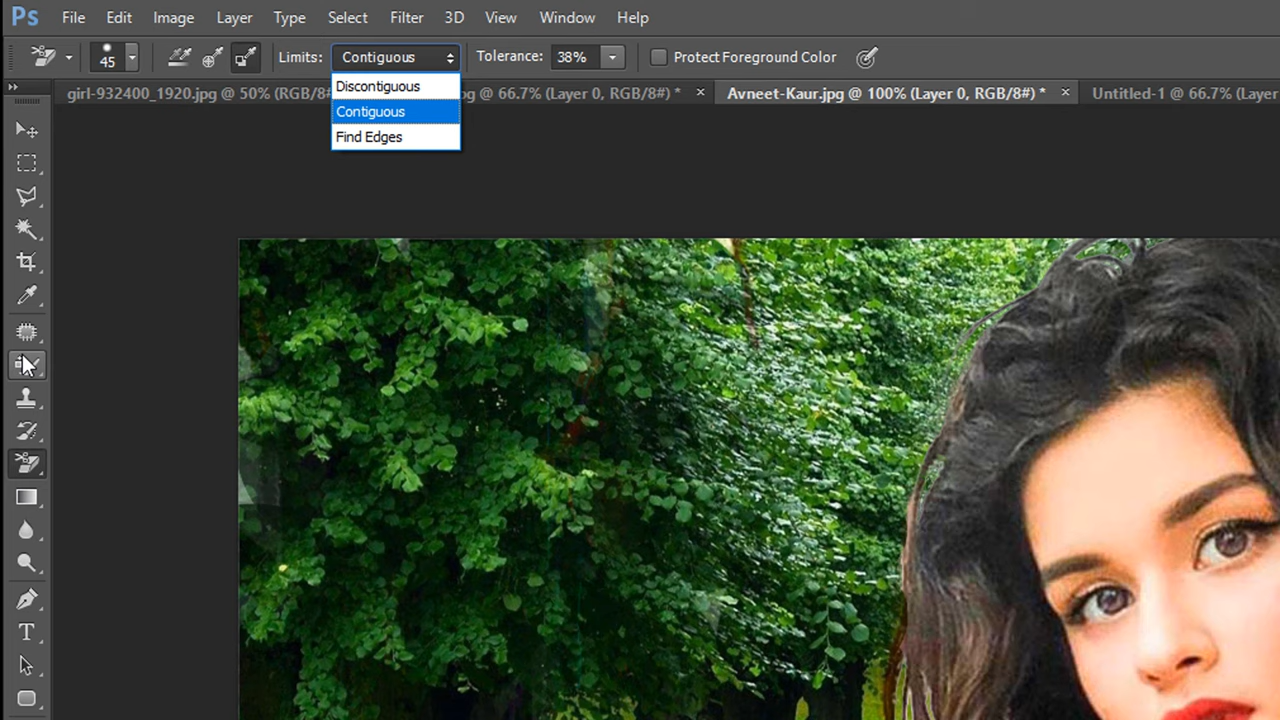 Ps File Edit Image Layer Type Select Filter 3D View Window Help
45 Limits: Contiguous Tolerance: 38% Protect Foreground Color
Discontiguous
girl-932400_1920.jpg @ 50% (RGB/8# pg @ 66.7% (Layer 0, RGB/8#) * × Avneet-Kaur.jpg @ 100% (Layer 0, RGB/8#) * × Untitled-1 @ 66.7% (Layer
Contiguous
Find Edges
T